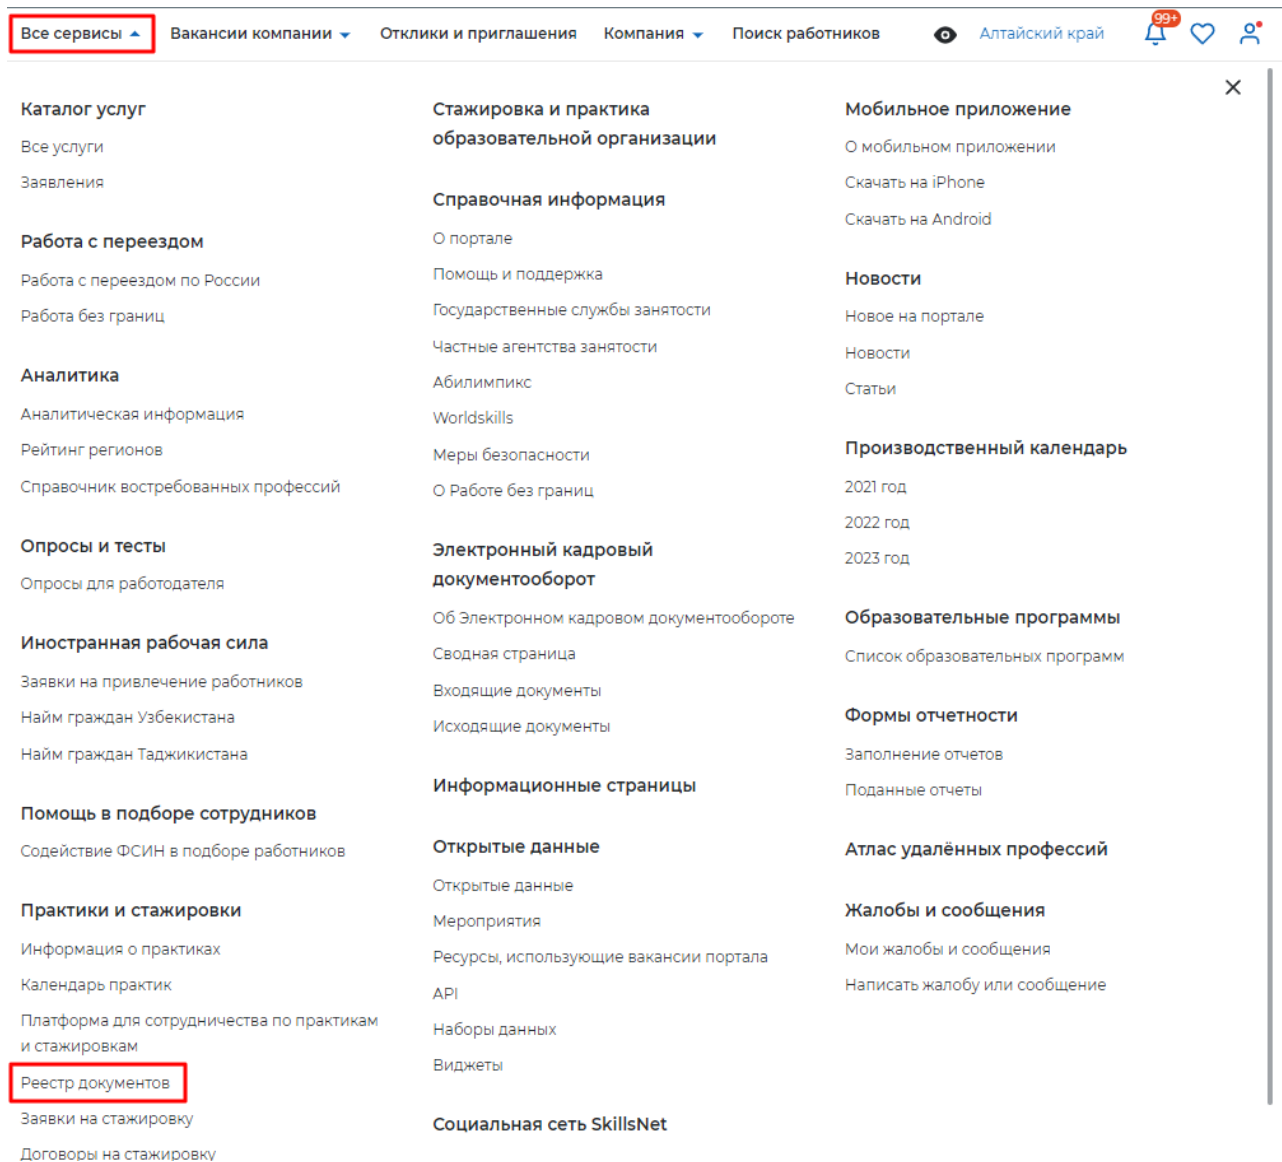 Все сервисы Вакансии компании Отклики и приглашения Компания Поиск работников Алтайский край 99+
Каталог услуг
Все услуги
Заявления
Работа с переездом
Работа с переездом по России
Работа без границ
Аналитика
Аналитическая информация
Рейтинг регионов
Справочник востребованных профессий
Опросы и тесты
Опросы для работодателя
Иностранная рабочая сила
Заявки на привлечение работников
Найм граждан Узбекистана
Найм граждан Таджикистана
Помощь в подборе сотрудников
Содействие ФСИН в подборе работников
Практики и стажировки
Информация о практиках
Календарь практик
Платформа для сотрудничества по практикам
и стажировкам
Реестр документов
Заявки на стажировку
Договоры на стажировку
Стажировка и практика
образовательной организации
Справочная информация
О портале
Помощь и поддержка
Государственные службы занятости
Частные агентства занятости
Абилимпикс
Worldskills
Меры безопасности
О Работе без границ
Электронный кадровый
документооборот
Об Электронном кадровом документообороте
Сводная страница
Входящие документы
Исходящие документы
Информационные страницы
Открытые данные
Открытые данные
Мероприятия
Ресурсы, использующие вакансии портала
API
Наборы данных
Виджеты
Социальная сеть SkillsNet
Мобильное приложение
О мобильном приложении
Скачать на iPhone
Скачать на Android
Новости
Новое на портале
Новости
Статьи
Производственный календарь
2021 год
2022 год
2023 год
Образовательные программы
Список образовательных программ
Формы отчетности
Заполнение отчетов
Поданные отчеты
Атлас удалённых профессий
Жалобы и сообщения
Мои жалобы и сообщения
Написать жалобу или сообщение